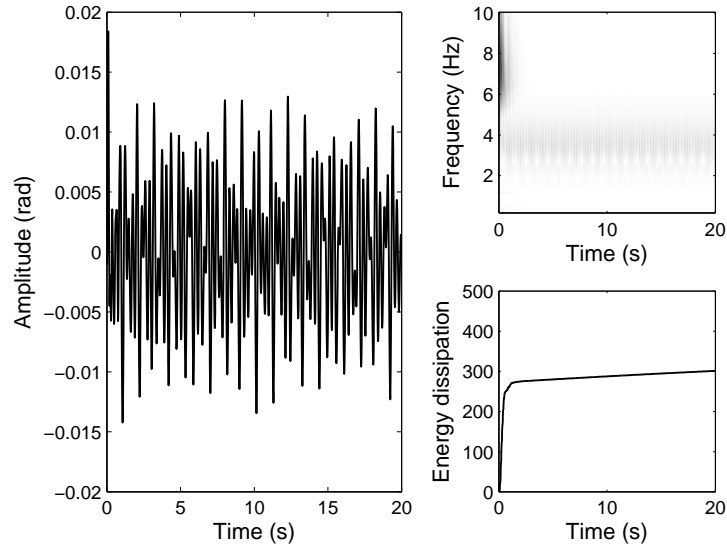 0.02
0.015
0.01
0.005
0
−0.005
−0.01
−0.015
−0.02
Amplitude (rad)
0 5 10 15 20
Time (s)
10
8
6
4
2
Frequency (Hz)
0 10 20
Time (s)
500
400
300
200
100
0
Energy dissipation
0 10 20
Time (s)